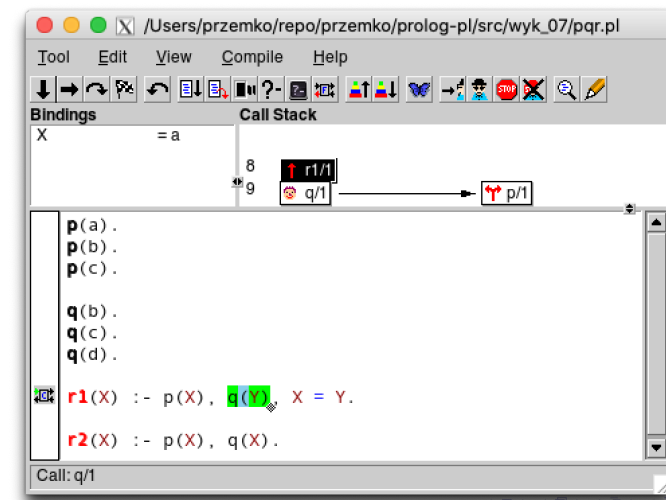 /Users/przemko/repo/przemko/prolog-pl/src/wyk_07/pqr.pl
Tool Edit View Compile Help
?- STOP
Bindings Call Stack
X = a
8 r1/1
9 q/1 p/1
p(a).
p(b).
p(c).
q(b).
q(c).
q(d).
r1(X) :- p(X), q(Y), X = Y.
r2(X) :- p(X), q(X).
Call: q/1